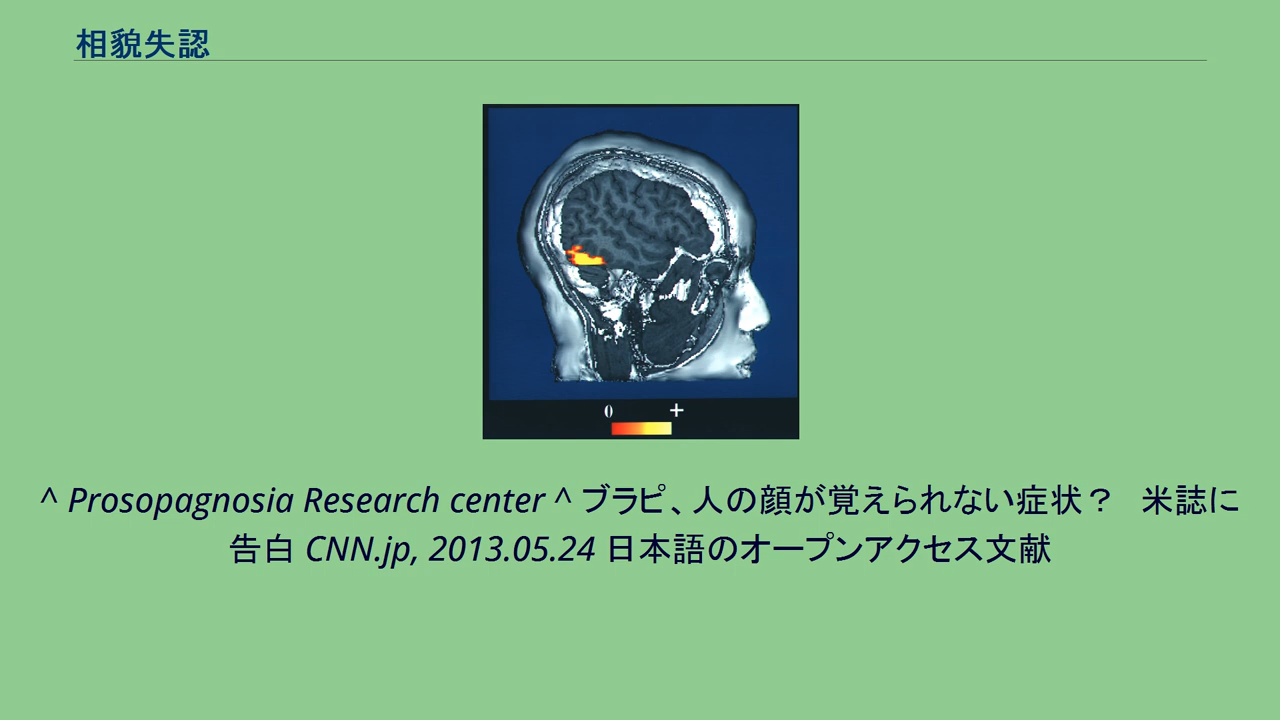 相貌失認
0 +
^ Prosopagnosia Research center ^ ブラピ、人の顔が覚えられない症状？　米誌に
告白 CNN.jp, 2013.05.24 日本語のオープンアクセス文献